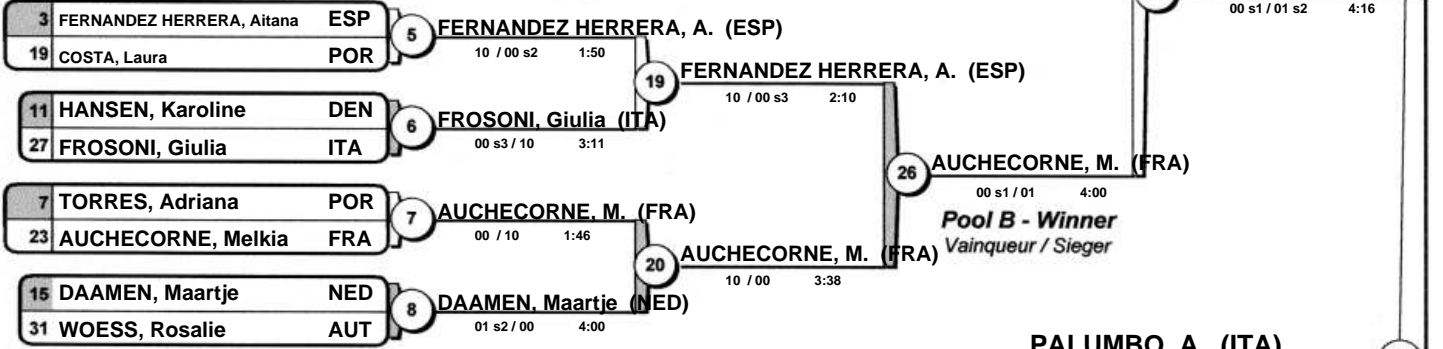 3 FERNANDEZ HERRERA, Aitana ESP
19 COSTA, Laura POR
5
FERNANDEZ HERRERA, A. (ESP)
10 / 00 s2 1:50
11 HANSEN, Karoline DEN
27 FROSONI, Giulia ITA
6
FROSONI, Giulia (ITA)
00 s3 / 10 3:11
19
FERNANDEZ HERRERA, A. (ESP)
10 / 00 s3 2:10
7 TORRES, Adriana POR
23 AUCHECORNE, Melkia FRA
7
AUCHECORNE, M. (FRA)
00 / 10 1:46
15 DAAMEN, Maartje NED
31 WOESS, Rosalie AUT
8
DAAMEN, Maartje (NED)
01 s2 / 00 4:00
20
AUCHECORNE, M. (FRA)
10 / 00 3:38
26
AUCHECORNE, M. (FRA)
00 s1 / 01 4:00
Pool B - Winner
Vainqueur / Sieger
00 s1 / 01 s2 4:16
PALUMBO, A. (ITA)